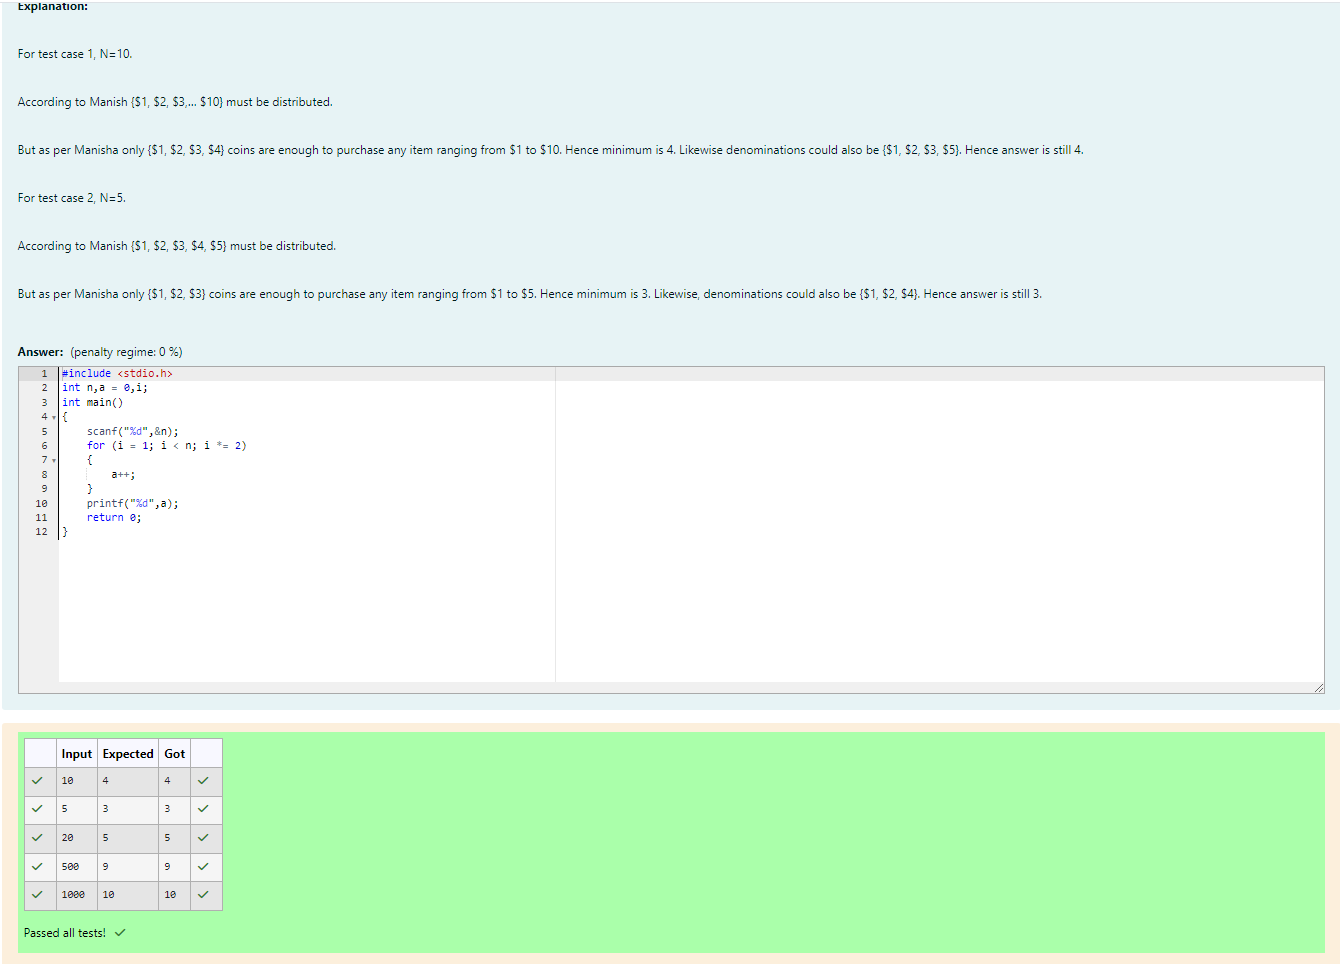 Explanation:
For test case 1, N=10.
According to Manish {$1, $2, $3,... $10} must be distributed.
But as per Manisha only {$1, $2, $3, $4} coins are enough to purchase any item ranging from $1 to $10. Hence minimum is 4. Likewise denominations could also be {$1, $2, $3, $5}. Hence answer is still 4.
For test case 2, N=5.
According to Manish {$1, $2, $3, $4, $5} must be distributed.
But as per Manisha only {$1, $2, $3} coins are enough to purchase any item ranging from $1 to $5. Hence minimum is 3. Likewise, denominations could also be {$1, $2, $4}. Hence answer is still 3.
Answer: (penalty regime: 0 %)
1 #include <stdio.h>
2 int n,a = 0,i;
3 int main()
4 {
5 scanf("%d",&n);
6 for (i = 1; i < n; i *= 2)
7 {
8 a++;
9 }
10 printf("%d",a);
11 return 0;
12 }
Input Expected Got
10 4 4
5 3 3
20 5 5
500 9 9
1000 10 10
Passed all tests!